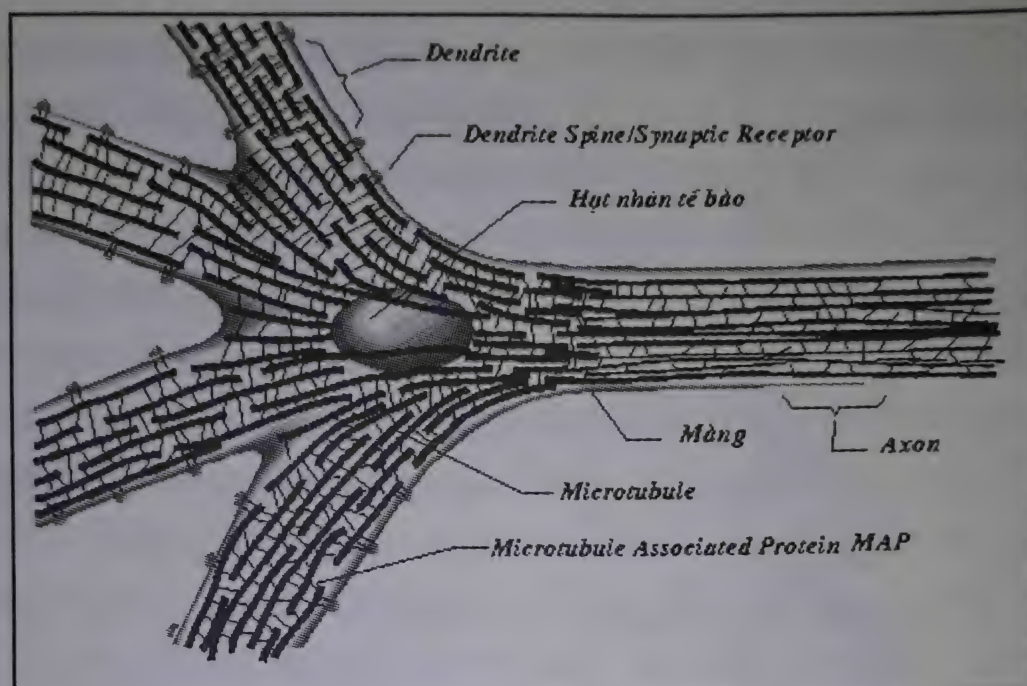 Dendrite
Dendrite Spine/Synaptic Receptor
Hạt nhân tế bào
Màng
Axon
Microtubule
Microtubule Associated Protein MAP